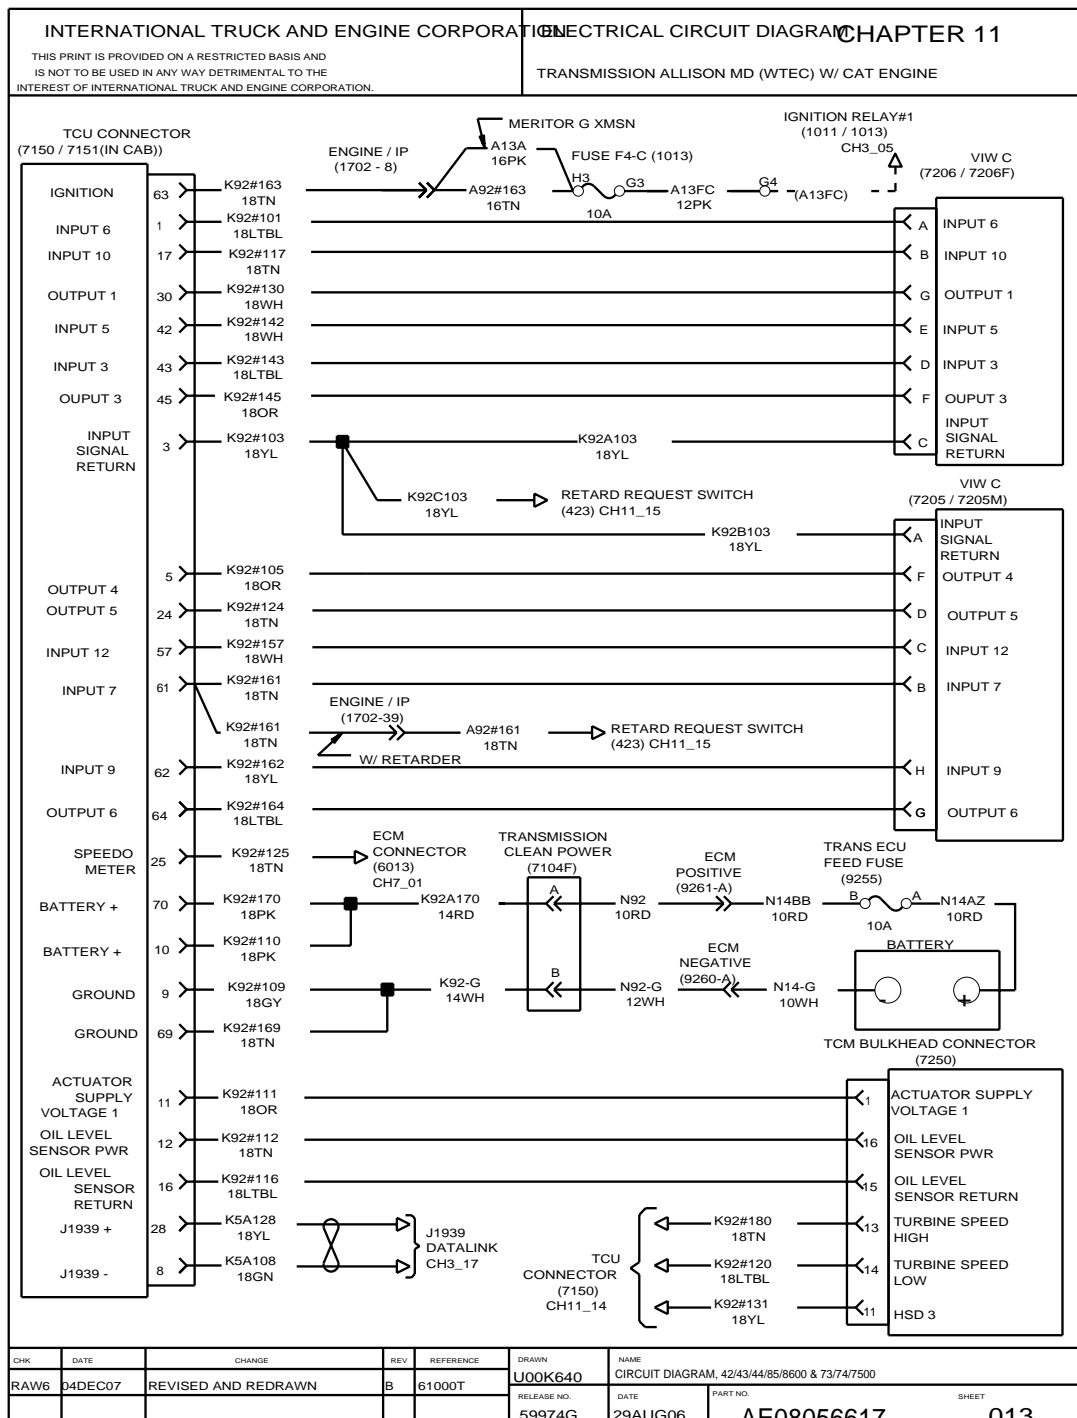 INTERNATIONAL TRUCK AND ENGINE CORPORATION
ELECTRICAL CIRCUIT DIAGRAM
CHAPTER 11
THIS PRINT IS PROVIDED ON A RESTRICTED BASIS AND
IS NOT TO BE USED IN ANY WAY DETRIMENTAL TO THE
INTEREST OF INTERNATIONAL TRUCK AND ENGINE CORPORATION.
TRANSMISSION ALLISON MD (WTEC) W/ CAT ENGINE
TCU CONNECTOR
(7150 / 7151(IN CAB))
ENGINE / IP
(1702 - 8)
MERITOR G XMSN
A13A
16PK
FUSE F4-C (1013)
IGNITION RELAY#1
(1011 / 1013)
CH3_05
VIW C
(7206 / 7206F)
IGNITION 63 K92#163
18TN
A92#163
16TN
H3 G3
10A
A13FC
12PK
G4
(A13FC)
INPUT 6 1 K92#101
18LTBL
A INPUT 6
INPUT 10 17 K92#117
18TN
B INPUT 10
OUTPUT 1 30 K92#130
18WH
G OUTPUT 1
INPUT 5 42 K92#142
18WH
E INPUT 5
INPUT 3 43 K92#143
18LTBL
D INPUT 3
OUPUT 3 45 K92#145
18OR
F OUPUT 3
INPUT
SIGNAL
RETURN
3 K92#103
18YL
K92A103
18YL
C INPUT
SIGNAL
RETURN
K92C103
18YL
RETARD REQUEST SWITCH
(423) CH11_15
VIW C
(7205 / 7205M)
K92B103
18YL
A INPUT
SIGNAL
RETURN
OUTPUT 4 5 K92#105
18OR
F OUTPUT 4
OUTPUT 5 24 K92#124
18TN
D OUTPUT 5
INPUT 12 57 K92#157
18WH
C INPUT 12
INPUT 7 61 K92#161
18TN
B INPUT 7
ENGINE / IP
(1702-39)
K92#161
18TN
W/ RETARDER
A92#161
18TN
RETARD REQUEST SWITCH
(423) CH11_15
INPUT 9 62 K92#162
18YL
H INPUT 9
OUTPUT 6 64 K92#164
18LTBL
G OUTPUT 6
SPEEDO
METER
25 K92#125
18TN
ECM
CONNECTOR
(6013)
CH7_01
TRANSMISSION
CLEAN POWER
(7104F)
ECM
POSITIVE
(9261-A)
TRANS ECU
FEED FUSE
(9255)
BATTERY + 70 K92#170
18PK
K92A170
14RD
A
N92
10RD
N14BB
10RD
B A
10A
N14AZ
10RD
BATTERY + 10 K92#110
18PK
ECM
NEGATIVE
(9260-A)
BATTERY
- +
GROUND 9 K92#109
18GY
K92-G
14WH
B
N92-G
12WH
N14-G
10WH
GROUND 69 K92#169
18TN
TCM BULKHEAD CONNECTOR
(7250)
ACTUATOR
SUPPLY
VOLTAGE 1
11 K92#111
18OR
1 ACTUATOR SUPPLY
VOLTAGE 1
OIL LEVEL
SENSOR PWR
12 K92#112
18TN
16 OIL LEVEL
SENSOR PWR
OIL LEVEL
SENSOR
RETURN
16 K92#116
18LTBL
15 OIL LEVEL
SENSOR RETURN
J1939 + 28 K5A128
18YL
J1939 - 8 K5A108
18GN
J1939
DATALINK
CH3_17
TCU
CONNECTOR
(7150)
CH11_14
K92#180
18TN
13 TURBINE SPEED
HIGH
K92#120
18LTBL
14 TURBINE SPEED
LOW
K92#131
18YL
11 HSD 3
CHK DATE CHANGE REV REFERENCE
RAW6 04DEC07 REVISED AND REDRAWN B 61000T
DRAWN
U00K640
NAME
CIRCUIT DIAGRAM, 42/43/44/85/8600 & 73/74/7500
RELEASE NO.
59974G
DATE
29AUG06
PART NO.
AE08056617
SHEET
013